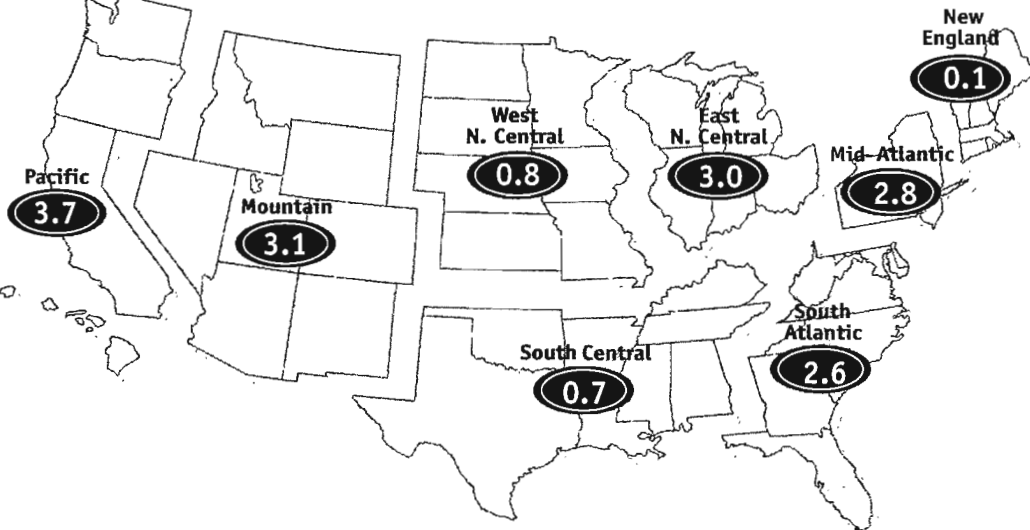 New
England
0.1
West
N. Central
0.8
East
N. Central
3.0
Mid-Atlantic
2.8
Pacific
3.7
Mountain
3.1
South
Atlantic
2.6
South Central
0.7